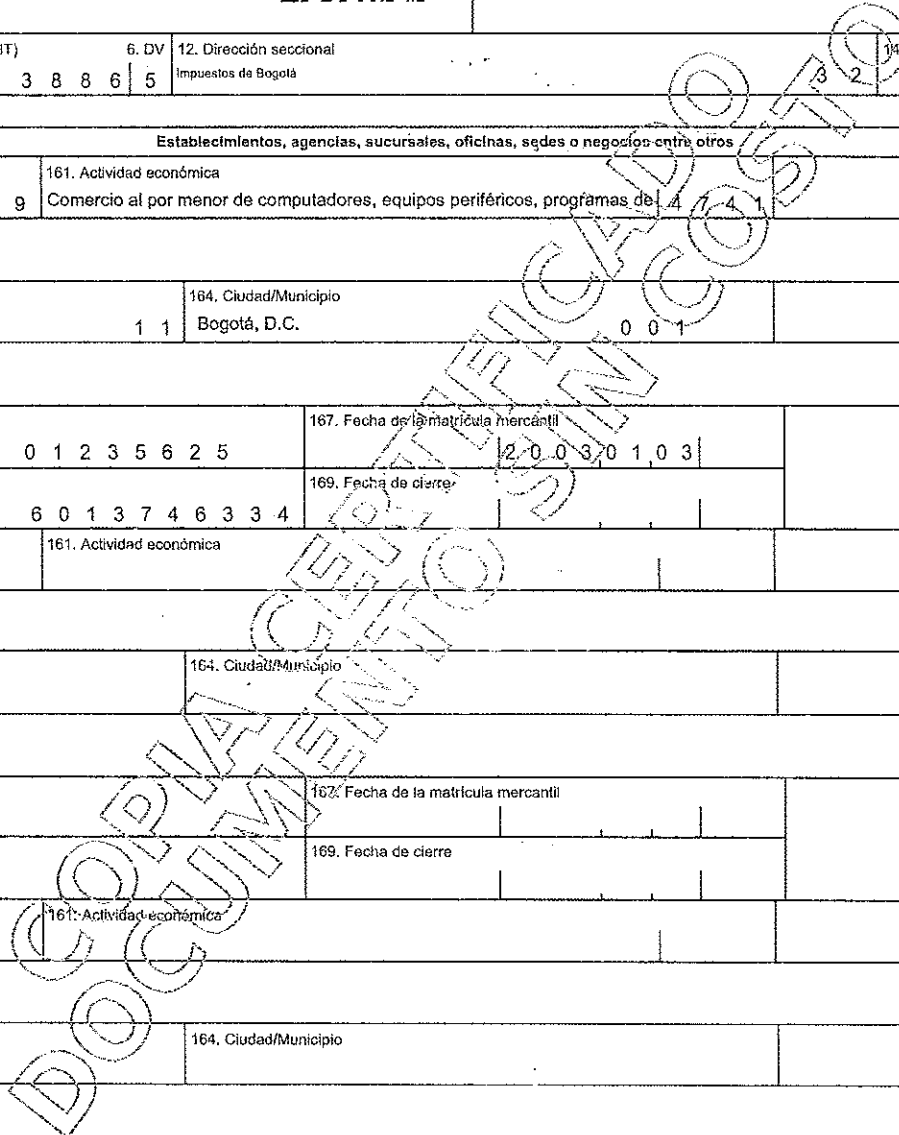 IT) 6. DV 12. Dirección seccional 14
3 8 8 6 5 Impuestos de Bogotá 3 2
Establecimientos, agencias, sucursales, oficinas, sedes o negocios entre otros
161. Actividad económica
9 Comercio al por menor de computadores, equipos periféricos, programas de 4 7 4 1
164. Ciudad/Municipio
1 1 Bogotá, D.C. 0 0 1
167. Fecha de la matrícula mercantil
0 1 2 3 5 6 2 5 2 0 0 3 0 1 0 3
169. Fecha de cierre
6 0 1 3 7 4 6 3 3 4
161. Actividad económica
164. Ciudad/Municipio
167. Fecha de la matrícula mercantil
169. Fecha de cierre
161. Actividad económica
164. Ciudad/Municipio
COPIA CERTIFICADO
DOCUMENTO SIN COSTO